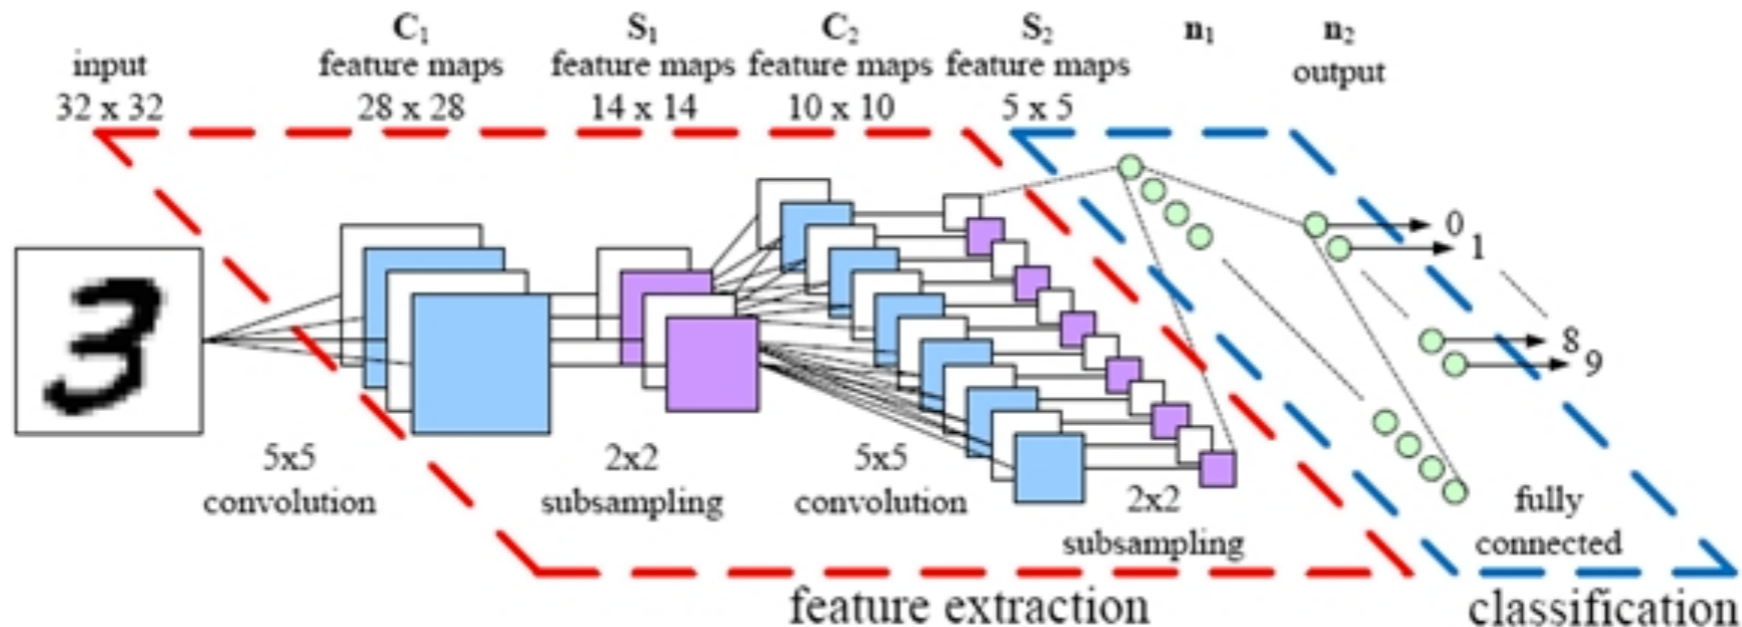 input
32 x 32
C₁
feature maps
28 x 28
S₁
feature maps
14 x 14
C₂
feature maps
10 x 10
S₂
feature maps
5 x 5
n₁
n₂
output
3
0
1
8
9
5x5
convolution
2x2
subsampling
5x5
convolution
2x2
subsampling
fully
connected
feature extraction
classification